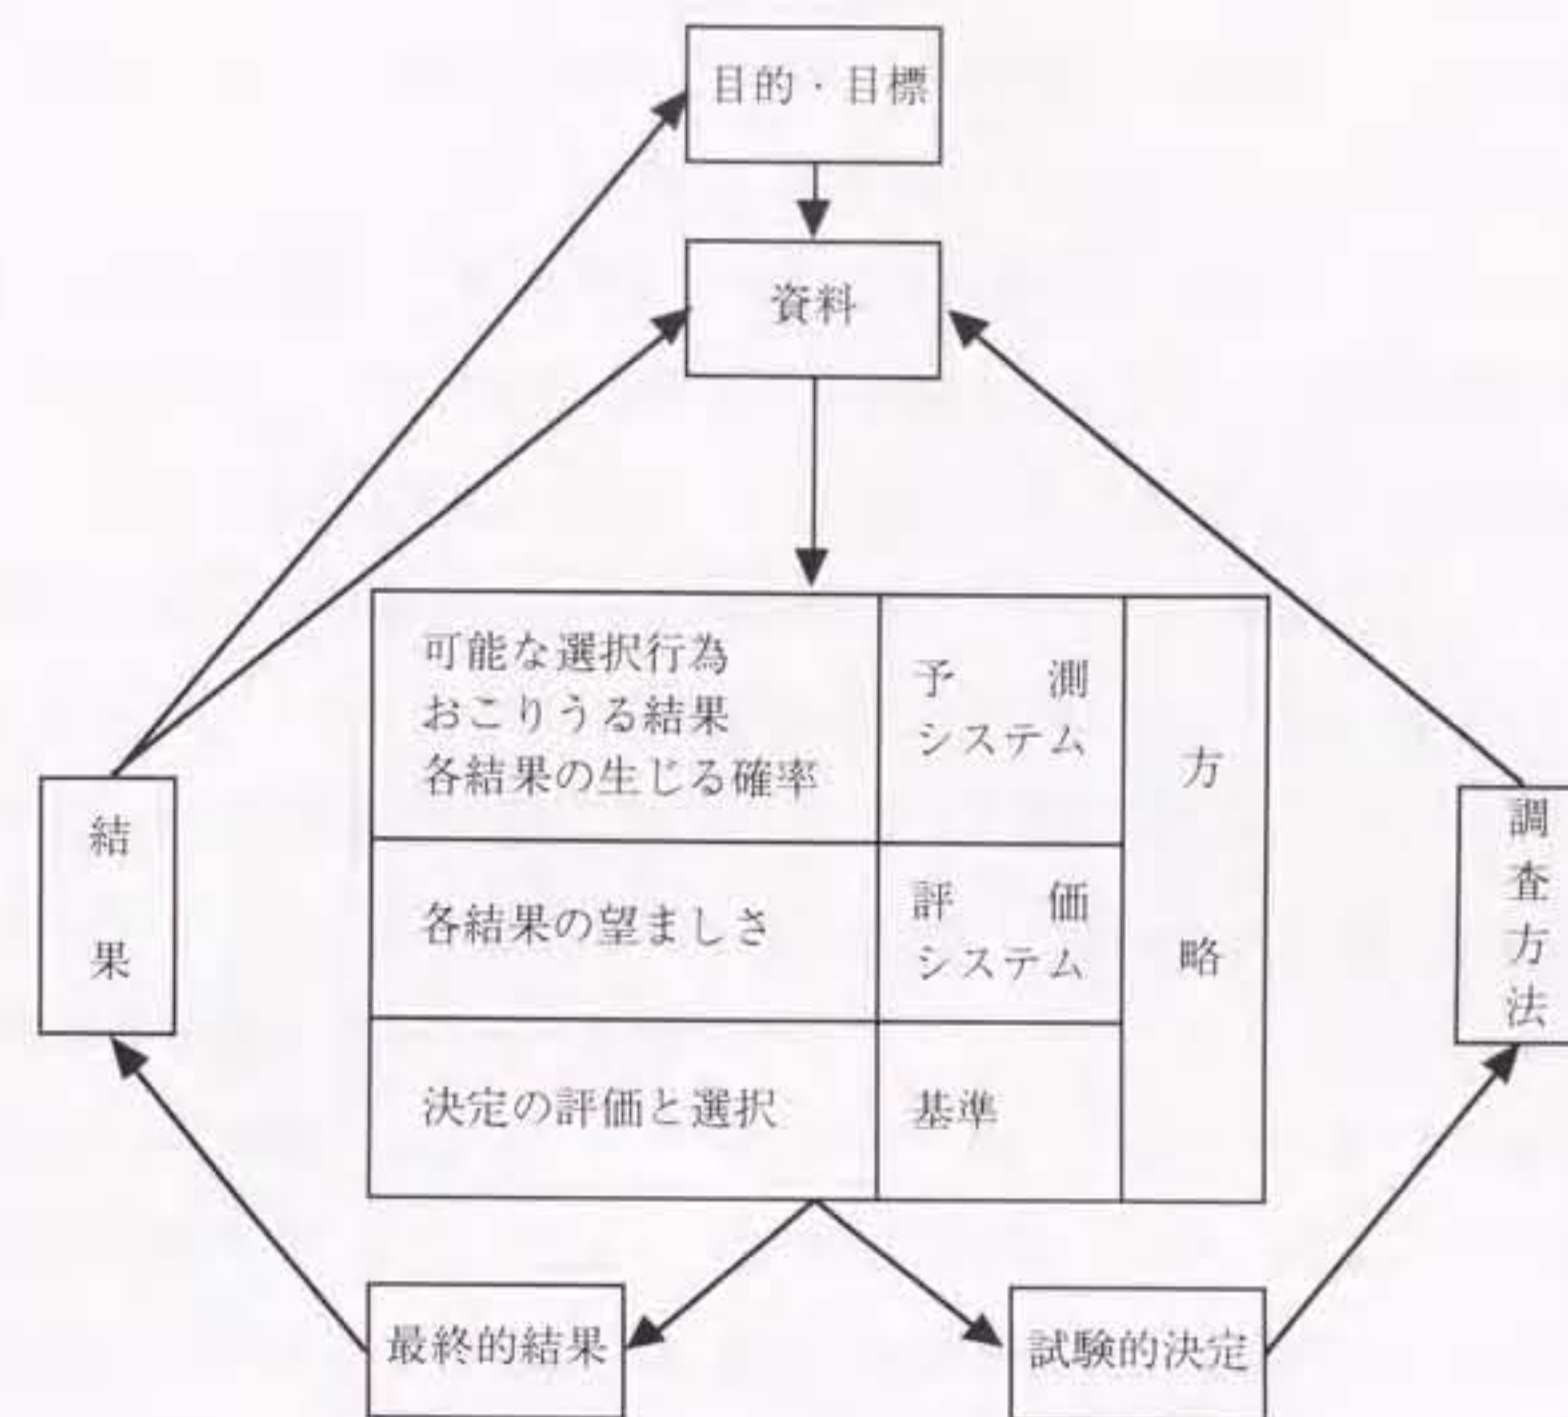 目的・目標
資料
可能な選択行為
おこりうる結果
各結果の生じる確率
予測
システム
方略
各結果の望ましさ
評価
システム
決定の評価と選択
基準
結果
調査方法
最終的結果
試験的決定